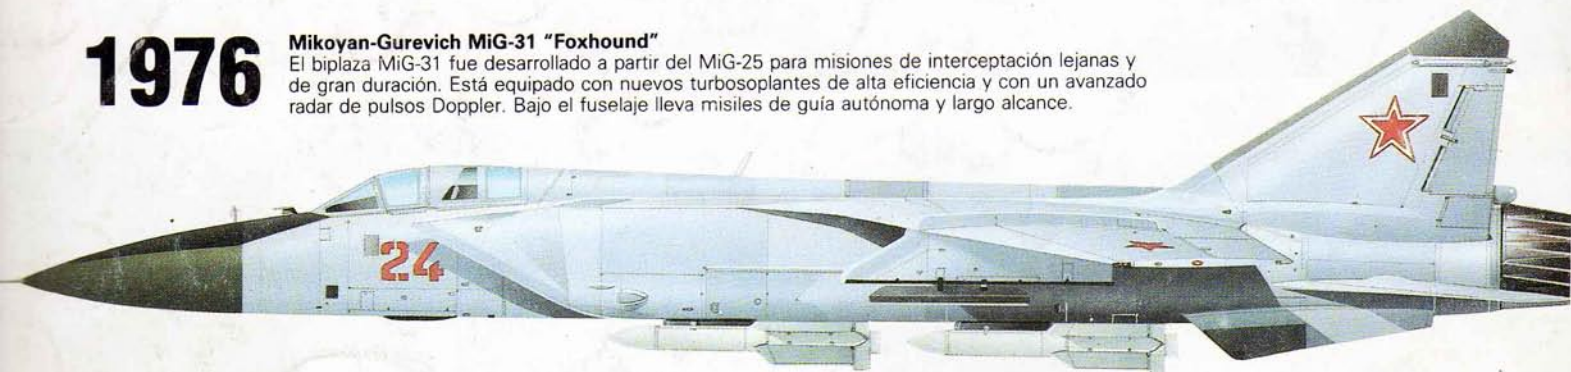 1976
Mikoyan-Gurevich MiG-31 "Foxhound"
El biplaza MiG-31 fue desarrollado a partir del MiG-25 para misiones de interceptación lejanas y
de gran duración. Está equipado con nuevos turbosoplantes de alta eficiencia y con un avanzado
radar de pulsos Doppler. Bajo el fuselaje lleva misiles de guía autónoma y largo alcance.
24